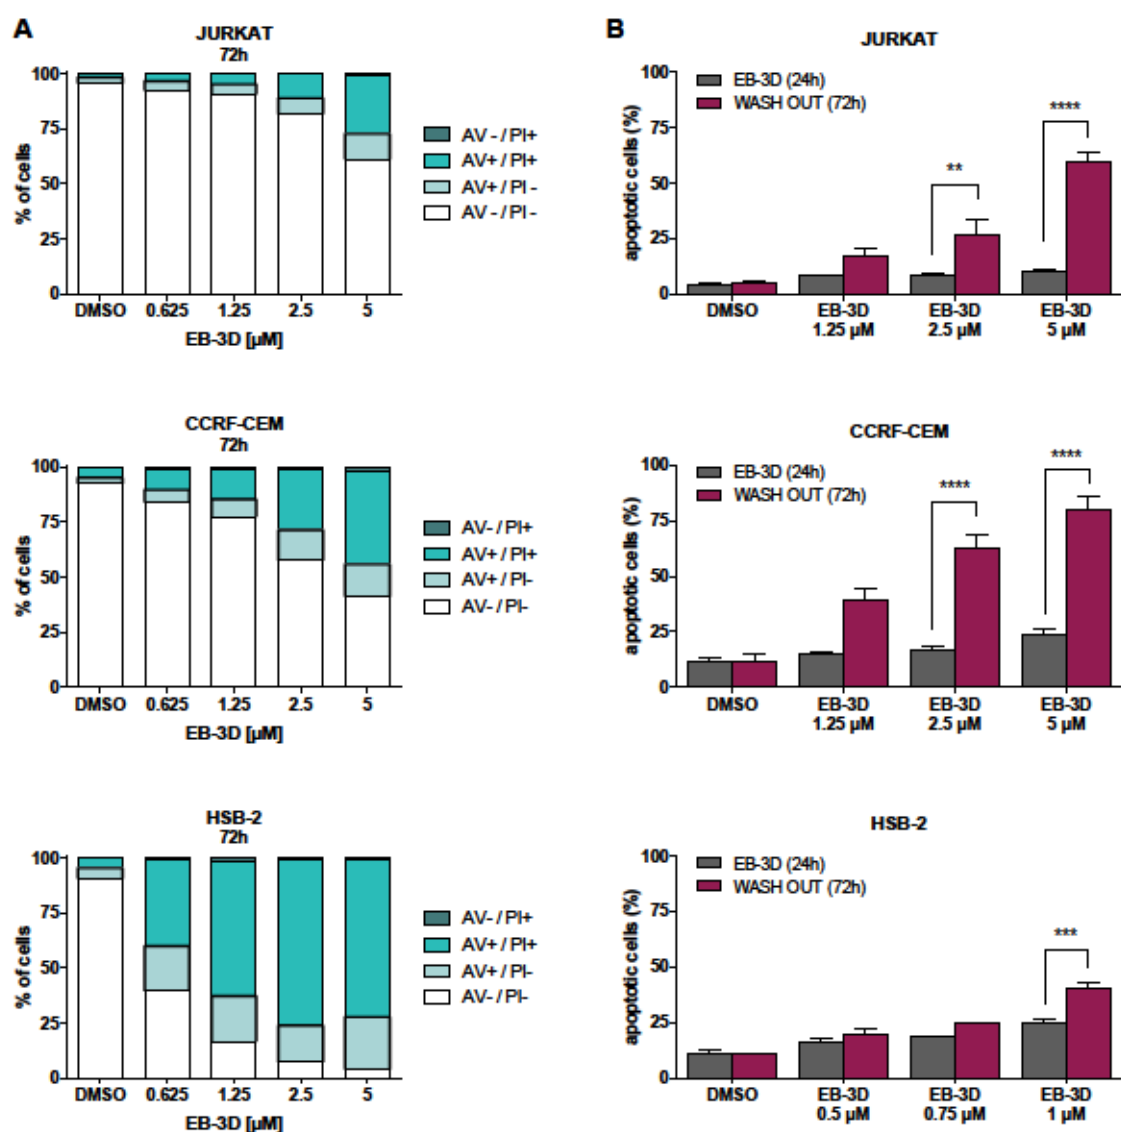 A
JURKAT
72h
100
75
50
25
0
% of cells
DMSO 0.625 1.25 2.5 5
EB-3D [µM]
AV - / PI+
AV+ / PI+
AV+ / PI -
AV - / PI -
B
JURKAT
100
75
50
25
0
apoptotic cells (%)
EB-3D (24h)
WASH OUT (72h)
**
****
DMSO EB-3D EB-3D EB-3D
1.25 µM 2.5 µM 5 µM
CCRF-CEM
72h
100
75
50
25
0
% of cells
DMSO 0.625 1.25 2.5 5
EB-3D [µM]
AV- / PI+
AV+ / PI+
AV+ / PI-
AV- / PI-
CCRF-CEM
100
75
50
25
0
apoptotic cells (%)
EB-3D (24h)
WASH OUT (72h)
****
****
DMSO EB-3D EB-3D EB-3D
1.25 µM 2.5 µM 5 µM
HSB-2
72h
100
75
50
25
0
% of cells
DMSO 0.625 1.25 2.5 5
EB-3D [µM]
AV- / PI+
AV+ / PI+
AV+ / PI-
AV- / PI-
HSB-2
100
75
50
25
0
apoptotic cells (%)
EB-3D (24h)
WASH OUT (72h)
***
DMSO EB-3D EB-3D EB-3D
0.5 µM 0.75 µM 1 µM